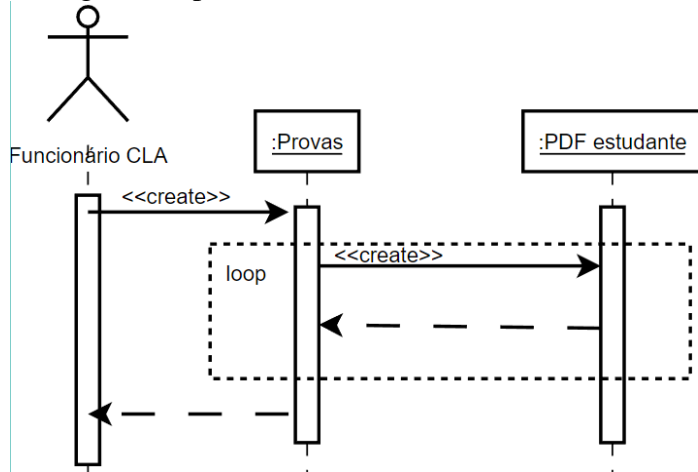 Funcionário CLA
:Provas
:PDF estudante
<<create>>
<<create>>
loop